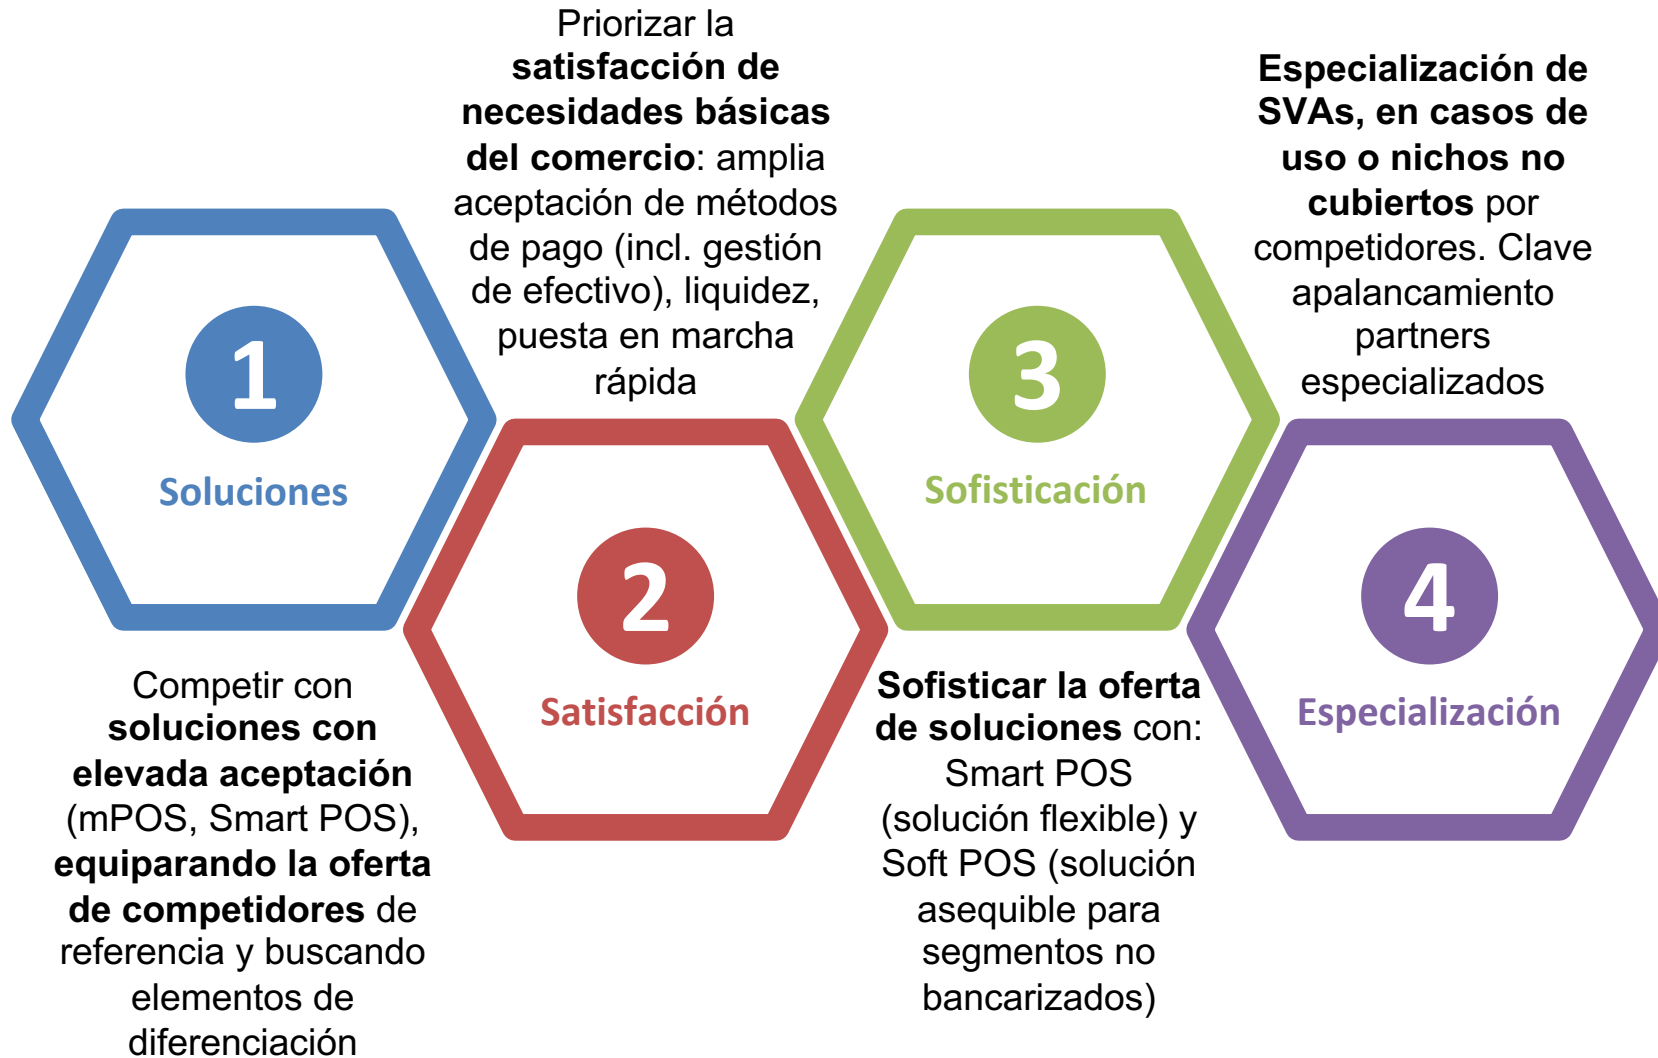 1
Soluciones
Competir con
soluciones con
elevada aceptación
(mPOS, Smart POS),
equiparando la oferta
de competidores de
referencia y buscando
elementos de
diferenciación
Priorizar la
satisfacción de
necesidades básicas
del comercio: amplia
aceptación de métodos
de pago (incl. gestión
de efectivo), liquidez,
puesta en marcha
rápida
2
Satisfacción
3
Sofisticación
Sofisticar la oferta
de soluciones con:
Smart POS
(solución flexible) y
Soft POS (solución
asequible para
segmentos no
bancarizados)
Especialización de
SVAs, en casos de
uso o nichos no
cubiertos por
competidores. Clave
apalancamiento
partners
especializados
4
Especialización